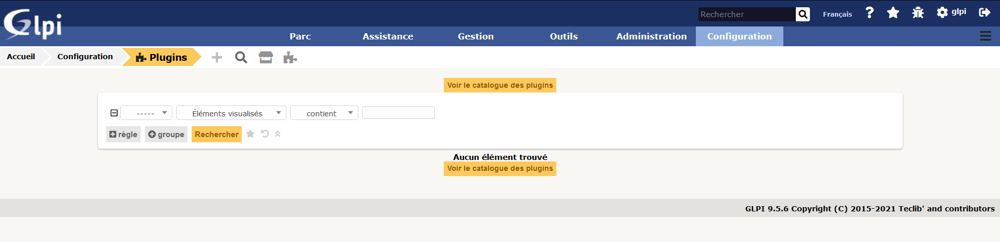 Glpi
Rechercher
Français
glpi
Parc
Assistance
Gestion
Outils
Administration
Configuration
Accueil
Configuration
Plugins
Voir le catalogue des plugins
-----
Éléments visualisés
contient
règle
groupe
Rechercher
Aucun élément trouvé
Voir le catalogue des plugins
GLPI 9.5.6 Copyright (C) 2015-2021 Teclib' and contributors